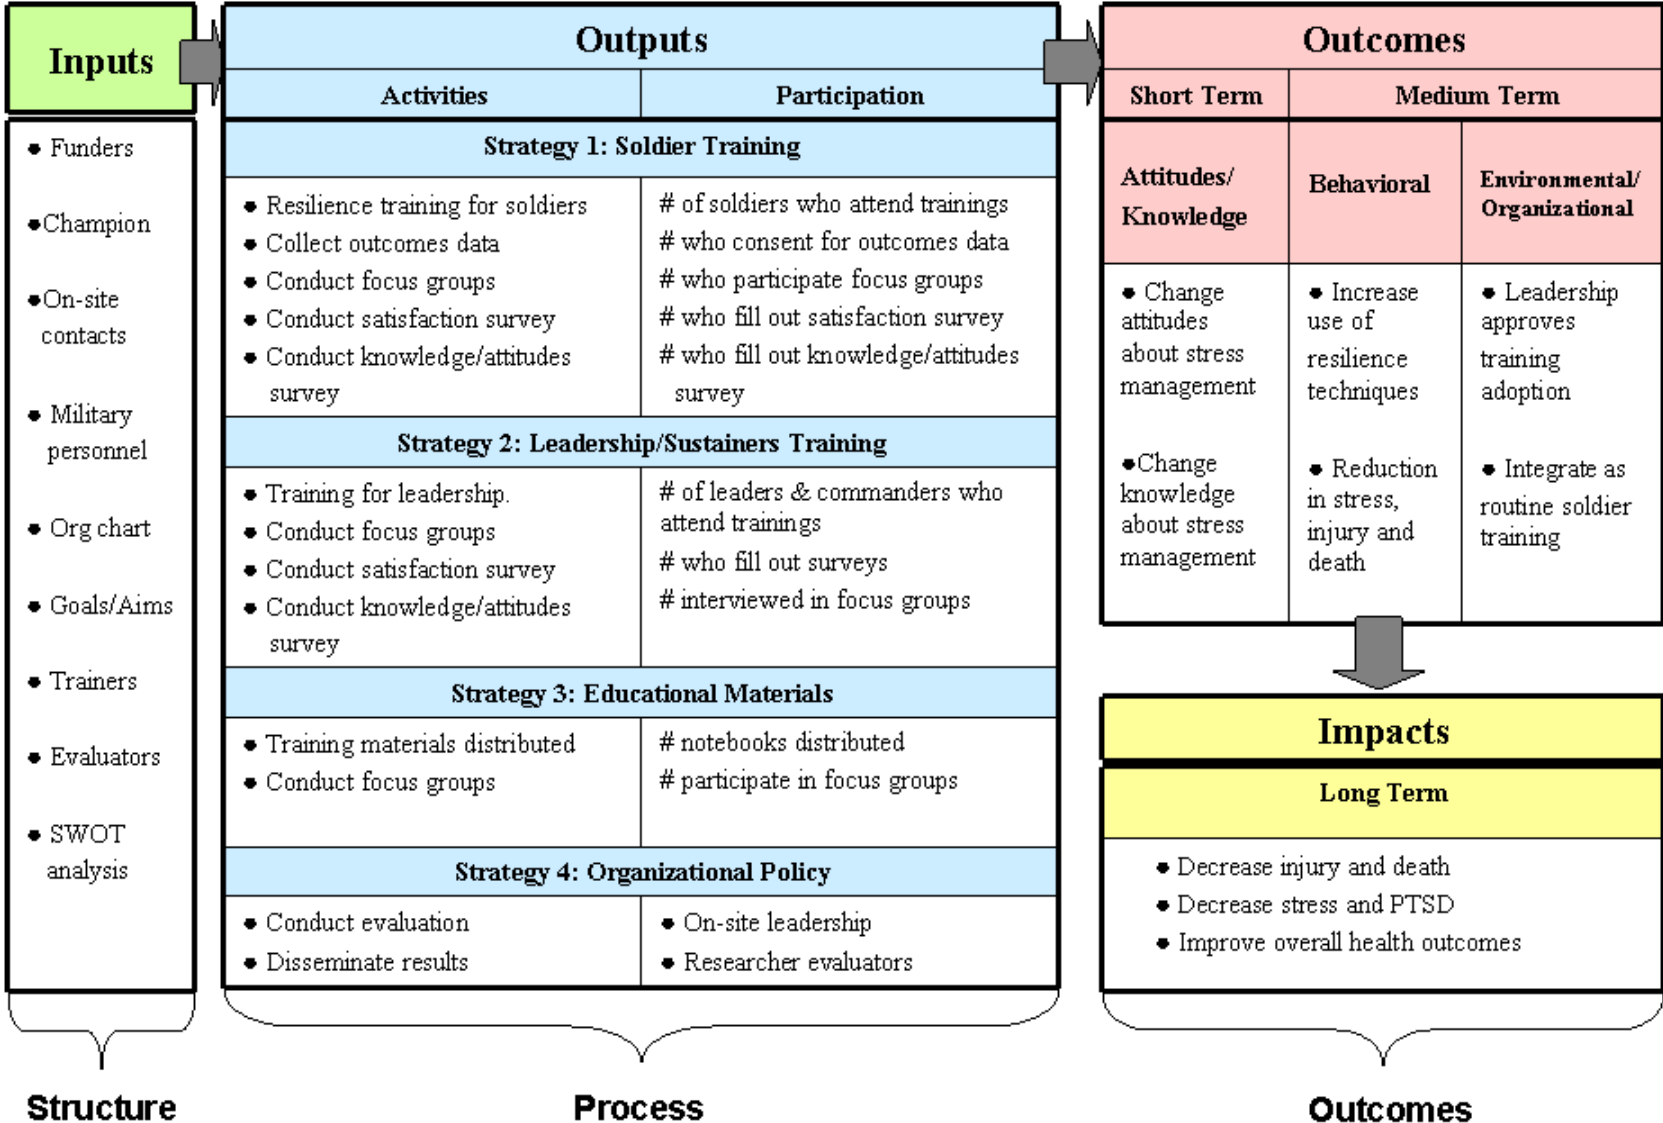 Inputs
● Funders
●Champion
●On-site
contacts
● Military
personnel
● Org chart
● Goals/Aims
● Trainers
● Evaluators
● SWOT
analysis
Outputs
Activities
Participation
Strategy 1: Soldier Training
● Resilience training for soldiers
● Collect outcomes data
● Conduct focus groups
● Conduct satisfaction survey
● Conduct knowledge/attitudes
survey
# of soldiers who attend trainings
# who consent for outcomes data
# who participate focus groups
# who fill out satisfaction survey
# who fill out knowledge/attitudes
survey
Strategy 2: Leadership/Sustainers Training
● Training for leadership.
● Conduct focus groups
● Conduct satisfaction survey
● Conduct knowledge/attitudes
survey
# of leaders & commanders who
attend trainings
# who fill out surveys
# interviewed in focus groups
Strategy 3: Educational Materials
● Training materials distributed
● Conduct focus groups
# notebooks distributed
# participate in focus groups
Strategy 4: Organizational Policy
● Conduct evaluation
● Disseminate results
● On-site leadership
● Researcher evaluators
Outcomes
Short Term
Medium Term
Attitudes/
Knowledge
Behavioral
Environmental/
Organizational
● Change
attitudes
about stress
management
●Change
knowledge
about stress
management
● Increase
use of
resilience
techniques
● Reduction
in stress,
injury and
death
● Leadership
approves
training
adoption
● Integrate as
routine soldier
training
Impacts
Long Term
● Decrease injury and death
● Decrease stress and PTSD
● Improve overall health outcomes
Structure
Process
Outcomes